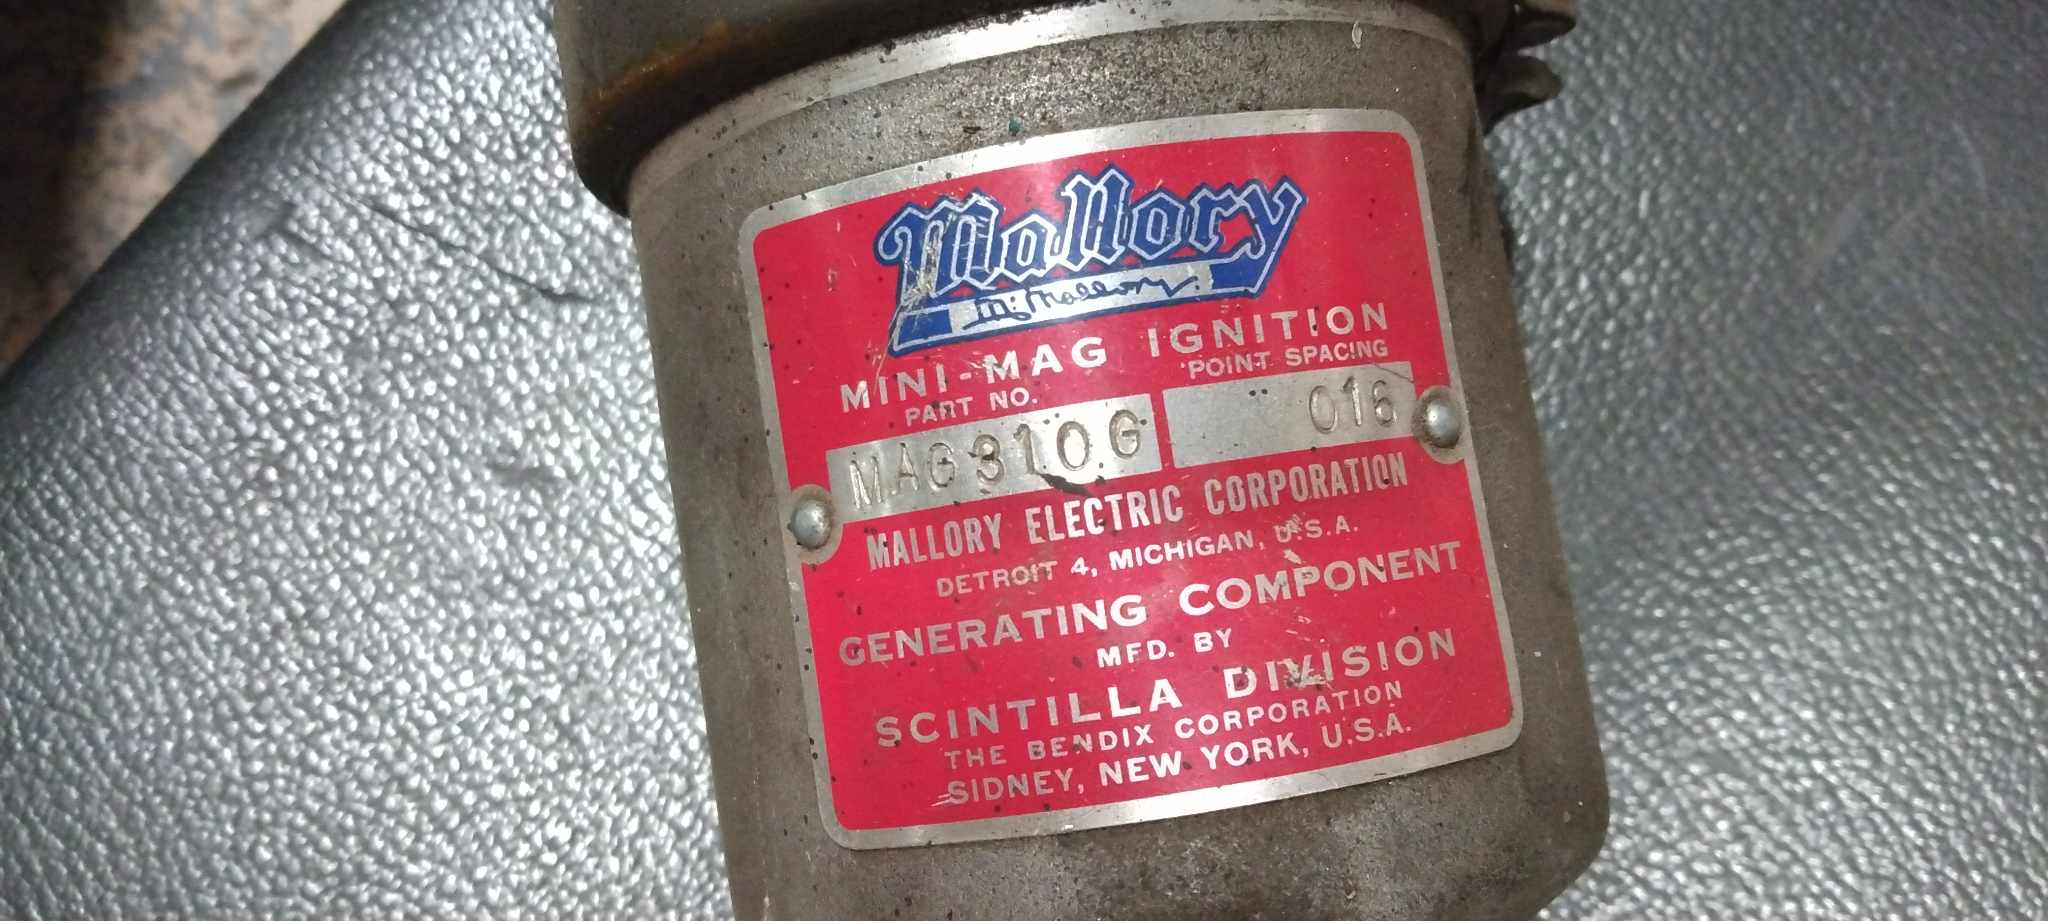 Mallory
M. Mallory.
MINI-MAG IGNITION
PART NO. POINT SPACING
MAG310G 016
MALLORY ELECTRIC CORPORATION
DETROIT 4, MICHIGAN, U.S.A.
GENERATING COMPONENT
MFD. BY
SCINTILLA DIVISION
THE BENDIX CORPORATION
SIDNEY, NEW YORK, U.S.A.